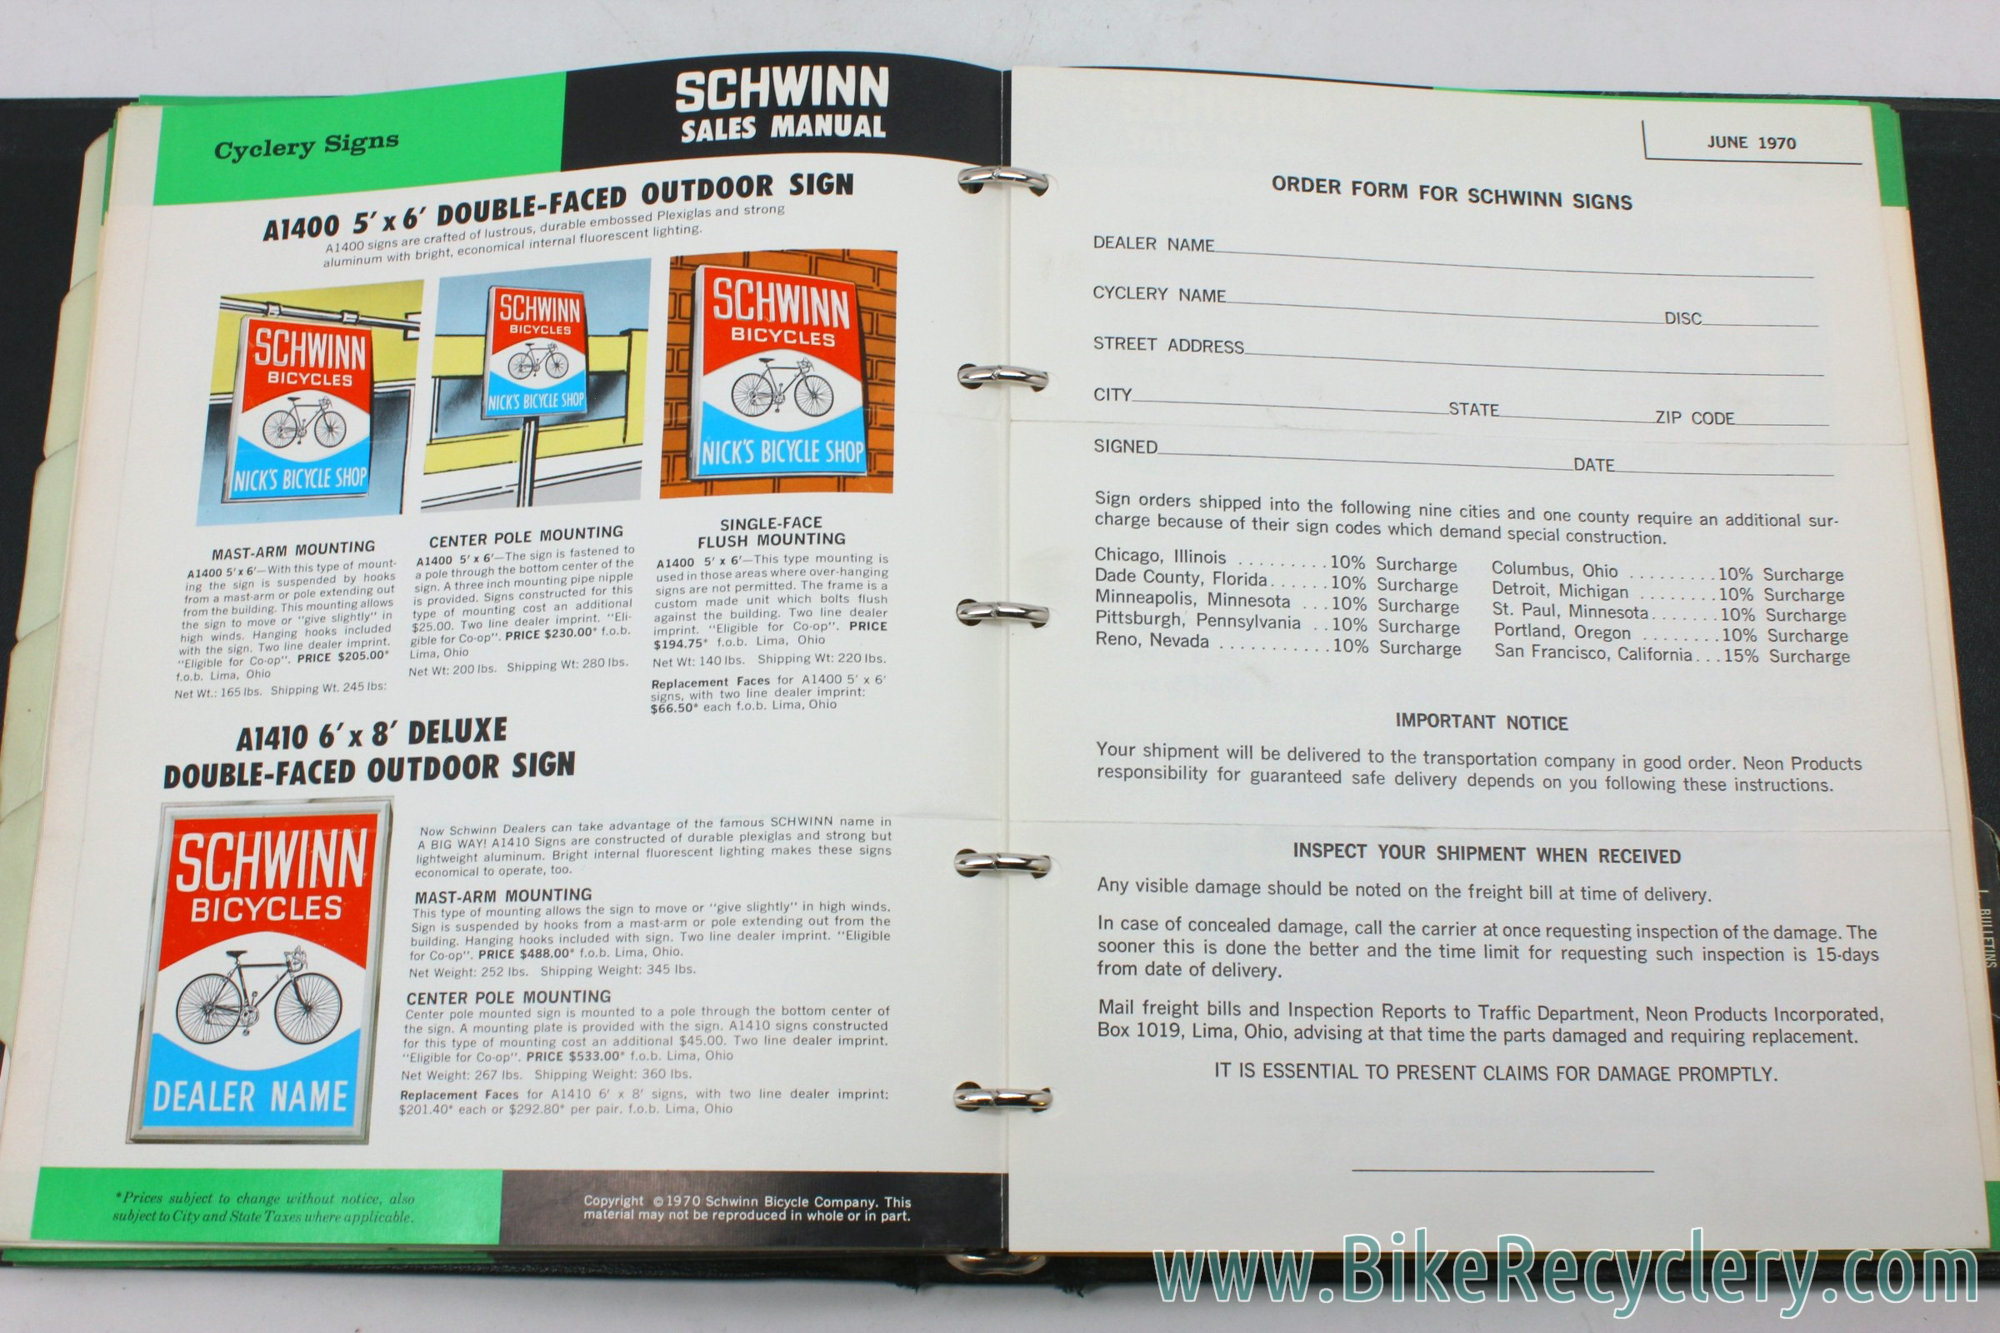 Cyclery Signs
SCHWINN
SALES MANUAL
A1400 5' x 6' DOUBLE-FACED OUTDOOR SIGN
A1400 signs are crafted of lustrous, durable embossed Plexiglas and strong
aluminum with bright, economical internal fluorescent lighting.
SCHWINN
BICYCLES
NICK'S BICYCLE SHOP
SCHWINN
BICYCLES
NICK'S BICYCLE SHOP
SCHWINN
BICYCLES
NICK'S BICYCLE SHOP
MAST-ARM MOUNTING
A1400 5' x 6'—With this type of mount-
ing the sign is suspended by hooks
from a mast-arm or pole extending out
from the building. This mounting allows
the sign to move or "give slightly" in
high winds. Hanging hooks included
with the sign. Two line dealer imprint.
"Eligible for Co-op". PRICE $205.00*
f.o.b. Lima, Ohio
Net Wt.: 165 lbs. Shipping Wt. 245 lbs:
CENTER POLE MOUNTING
A1400 5' x 6'—The sign is fastened to
a pole through the bottom center of the
sign. A three inch mounting pipe nipple
is provided. Signs constructed for this
type of mounting cost an additional
$25.00. Two line dealer imprint. "Eli-
gible for Co-op". PRICE $230.00* f.o.b.
Lima, Ohio
Net Wt: 200 lbs. Shipping Wt: 280 lbs.
SINGLE-FACE
FLUSH MOUNTING
A1400 5' x 6'—This type mounting is
used in those areas where over-hanging
signs are not permitted. The frame is a
custom made unit which bolts flush
against the building. Two line dealer
imprint. "Eligible for Co-op". PRICE
$194.75* f.o.b. Lima, Ohio
Net Wt: 140 lbs. Shipping Wt: 220 lbs.
Replacement Faces for A1400 5' x 6'
signs, with two line dealer imprint:
$66.50* each f.o.b. Lima, Ohio
A1410 6' x 8' DELUXE
DOUBLE-FACED OUTDOOR SIGN
SCHWINN
BICYCLES
DEALER NAME
Now Schwinn Dealers can take advantage of the famous SCHWINN name in
A BIG WAY! A1410 Signs are constructed of durable plexiglas and strong but
lightweight aluminum. Bright internal fluorescent lighting makes these signs
economical to operate, too.
MAST-ARM MOUNTING
This type of mounting allows the sign to move or "give slightly" in high winds.
Sign is suspended by hooks from a mast-arm or pole extending out from the
building. Hanging hooks included with sign. Two line dealer imprint. "Eligible
for Co-op". PRICE $488.00* f.o.b. Lima, Ohio.
Net Weight: 252 lbs. Shipping Weight: 345 lbs.
CENTER POLE MOUNTING
Center pole mounted sign is mounted to a pole through the bottom center of
the sign. A mounting plate is provided with the sign. A1410 signs constructed
for this type of mounting cost an additional $45.00. Two line dealer imprint.
"Eligible for Co-op". PRICE $533.00* f.o.b. Lima, Ohio
Net Weight: 267 lbs. Shipping Weight: 360 lbs.
Replacement Faces for A1410 6' x 8' signs, with two line dealer imprint:
$201.40* each or $292.80* per pair. f.o.b. Lima, Ohio
*Prices subject to change without notice, also
subject to City and State Taxes where applicable.
Copyright ©1970 Schwinn Bicycle Company. This
material may not be reproduced in whole or in part.
JUNE 1970
ORDER FORM FOR SCHWINN SIGNS
DEALER NAME
CYCLERY NAME DISC
STREET ADDRESS
CITY STATE ZIP CODE
SIGNED DATE
Sign orders shipped into the following nine cities and one county require an additional sur-
charge because of their sign codes which demand special construction.
Chicago, Illinois . . . . . . . . . 10% Surcharge
Dade County, Florida . . . . . . 10% Surcharge
Minneapolis, Minnesota . . . 10% Surcharge
Pittsburgh, Pennsylvania . . 10% Surcharge
Reno, Nevada . . . . . . . . . . . 10% Surcharge
Columbus, Ohio . . . . . . . . . 10% Surcharge
Detroit, Michigan . . . . . . . . 10% Surcharge
St. Paul, Minnesota . . . . . . . 10% Surcharge
Portland, Oregon . . . . . . . . 10% Surcharge
San Francisco, California . . . 15% Surcharge
IMPORTANT NOTICE
Your shipment will be delivered to the transportation company in good order. Neon Products
responsibility for guaranteed safe delivery depends on you following these instructions.
INSPECT YOUR SHIPMENT WHEN RECEIVED
Any visible damage should be noted on the freight bill at time of delivery.
In case of concealed damage, call the carrier at once requesting inspection of the damage. The
sooner this is done the better and the time limit for requesting such inspection is 15-days
from date of delivery.
Mail freight bills and Inspection Reports to Traffic Department, Neon Products Incorporated,
Box 1019, Lima, Ohio, advising at that time the parts damaged and requiring replacement.
IT IS ESSENTIAL TO PRESENT CLAIMS FOR DAMAGE PROMPTLY.
BULLETINS
www.BikeRecyclery.com